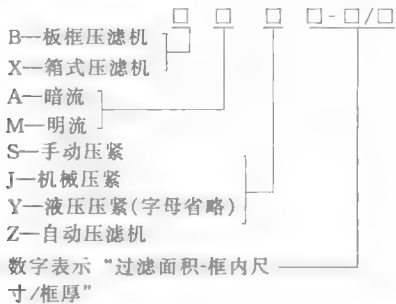 □ □ □ □-□/□
B—板框压滤机
X—箱式压滤机
A—暗流
M—明流
S—手动压紧
J—机械压紧
Y—液压压紧(字母省略)
Z—自动压滤机
数字表示“过滤面积-框内尺
寸/框厚”